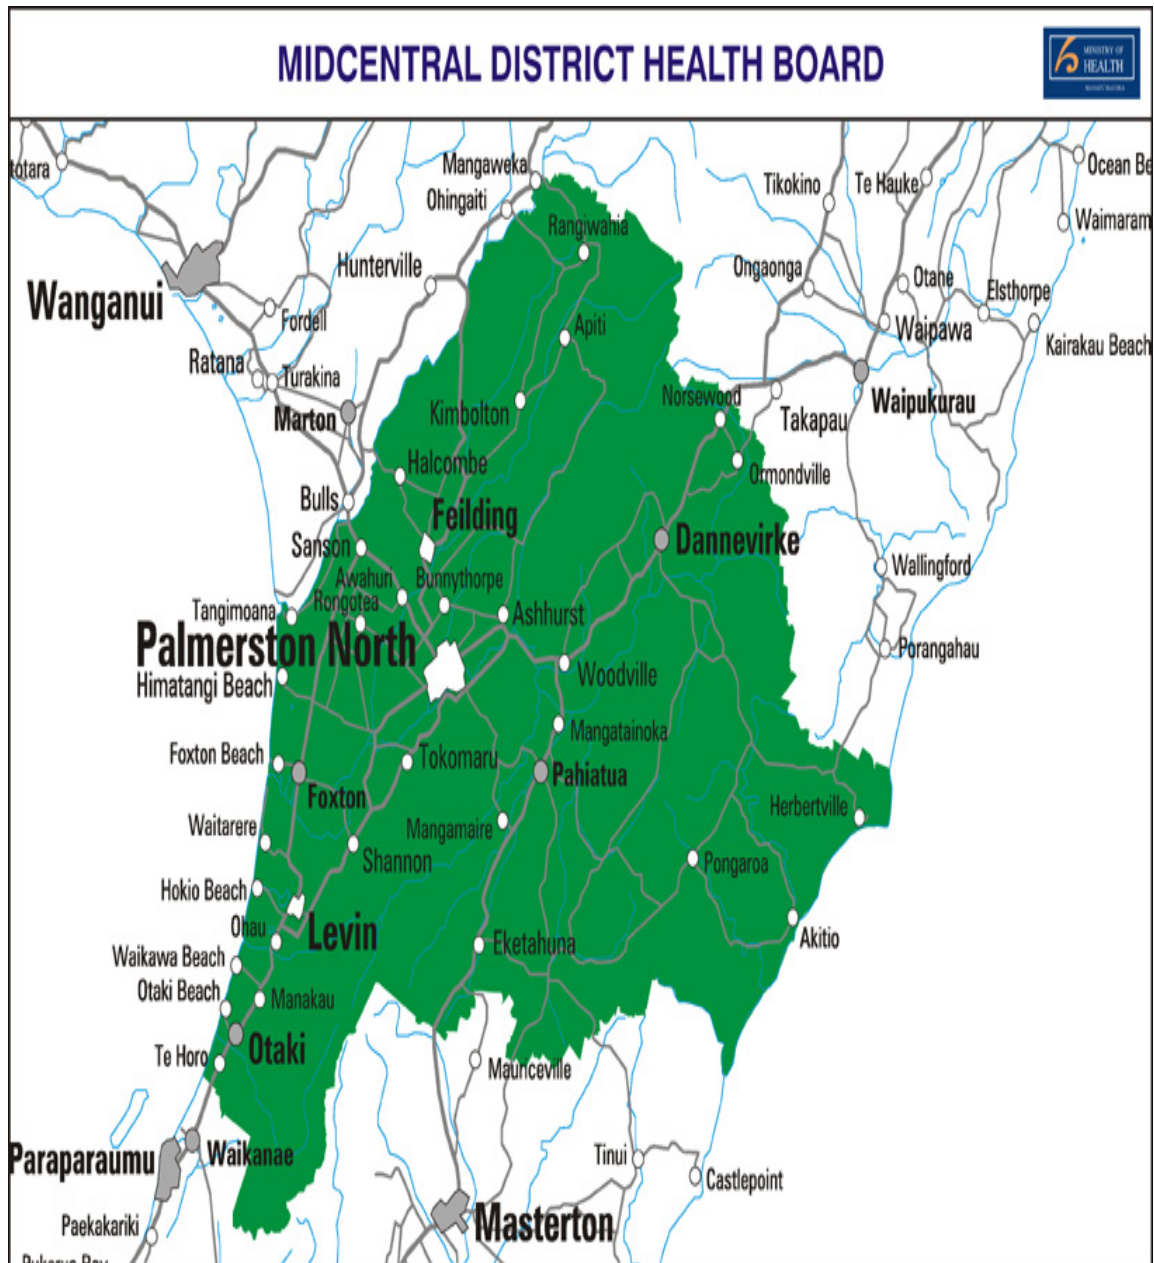 MIDCENTRAL DISTRICT HEALTH BOARD
MINISTRY OF
HEALTH
MANATU HAUORA
totara
Mangaweka
Ohingaiti
Tikokino
Te Hauke
Ocean Be
Waimaram
Rangiwahia
Hunterville
Ongaonga
Otane
Elsthorpe
Wanganui
Fordell
Apiti
Waipawa
Kairakau Beach
Ratana
Turakina
Marton
Kimbolton
Norsewood
Takapau
Waipukurau
Halcombe
Ormondville
Bulls
Feilding
Sanson
Dannevirke
Awahuri
Bunnythorpe
Wallingford
Tangimoana
Rongotea
Ashhurst
Palmerston North
Porangahau
Himatangi Beach
Woodville
Mangatainoka
Foxton Beach
Tokomaru
Pahiatua
Foxton
Herbertville
Waitarere
Mangamaire
Shannon
Pongaroa
Hokio Beach
Ohau
Levin
Eketahuna
Akitio
Waikawa Beach
Otaki Beach
Manakau
Otaki
Te Horo
Mauriceville
Paraparaumu
Waikanae
Tinui
Castlepoint
Paekakariki
Masterton